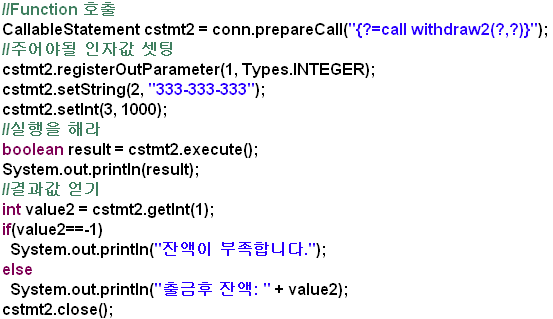 //Function 호출
CallableStatement cstmt2 = conn.prepareCall("{?=call withdraw2(?,?)}");
//주어야될 인자값 셋팅
cstmt2.registerOutParameter(1, Types.INTEGER);
cstmt2.setString(2, "333-333-333");
cstmt2.setInt(3, 1000);
//실행을 해라
boolean result = cstmt2.execute();
System.out.println(result);
//결과값 얻기
int value2 = cstmt2.getInt(1);
if(value2==-1)
  System.out.println("잔액이 부족합니다.");
else
  System.out.println("출금후 잔액: " + value2);
cstmt2.close();